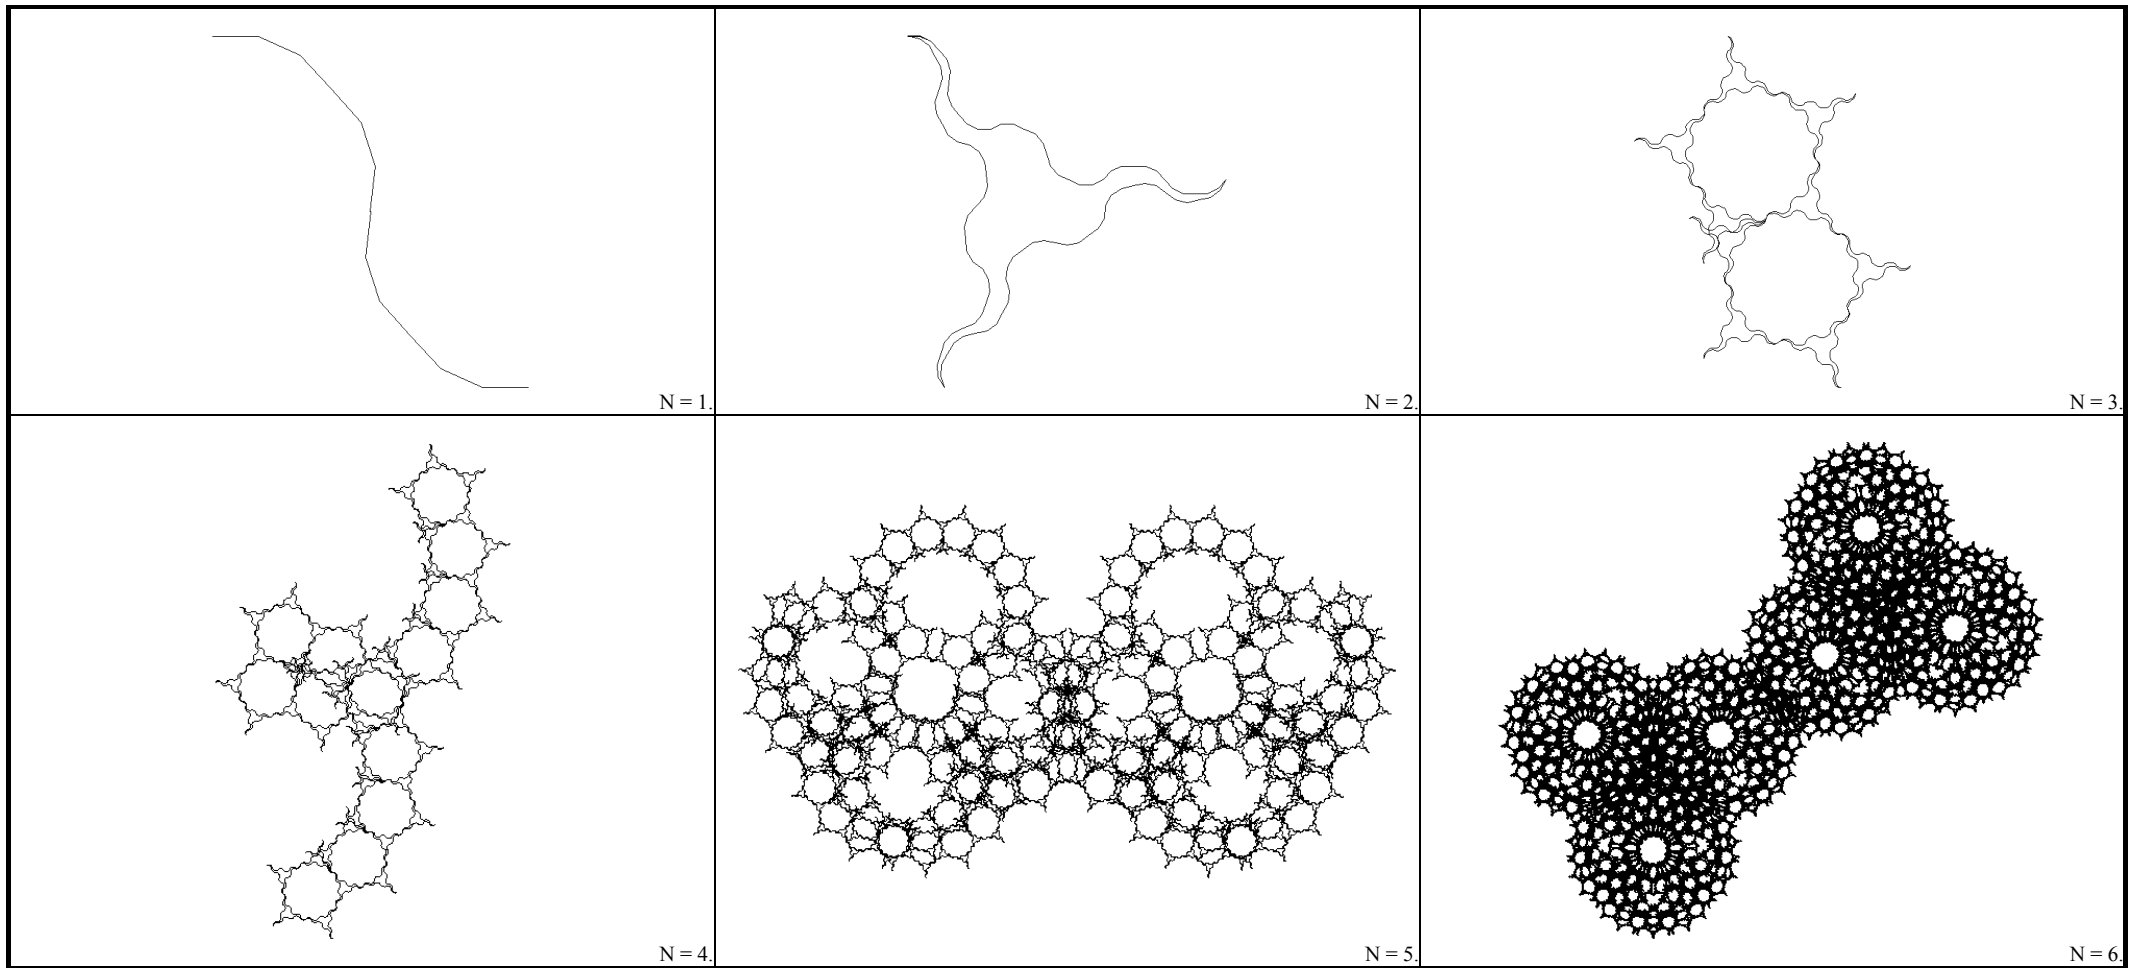 N = 1.
N = 2.
N = 3.
N = 4.
N = 5.
N = 6.